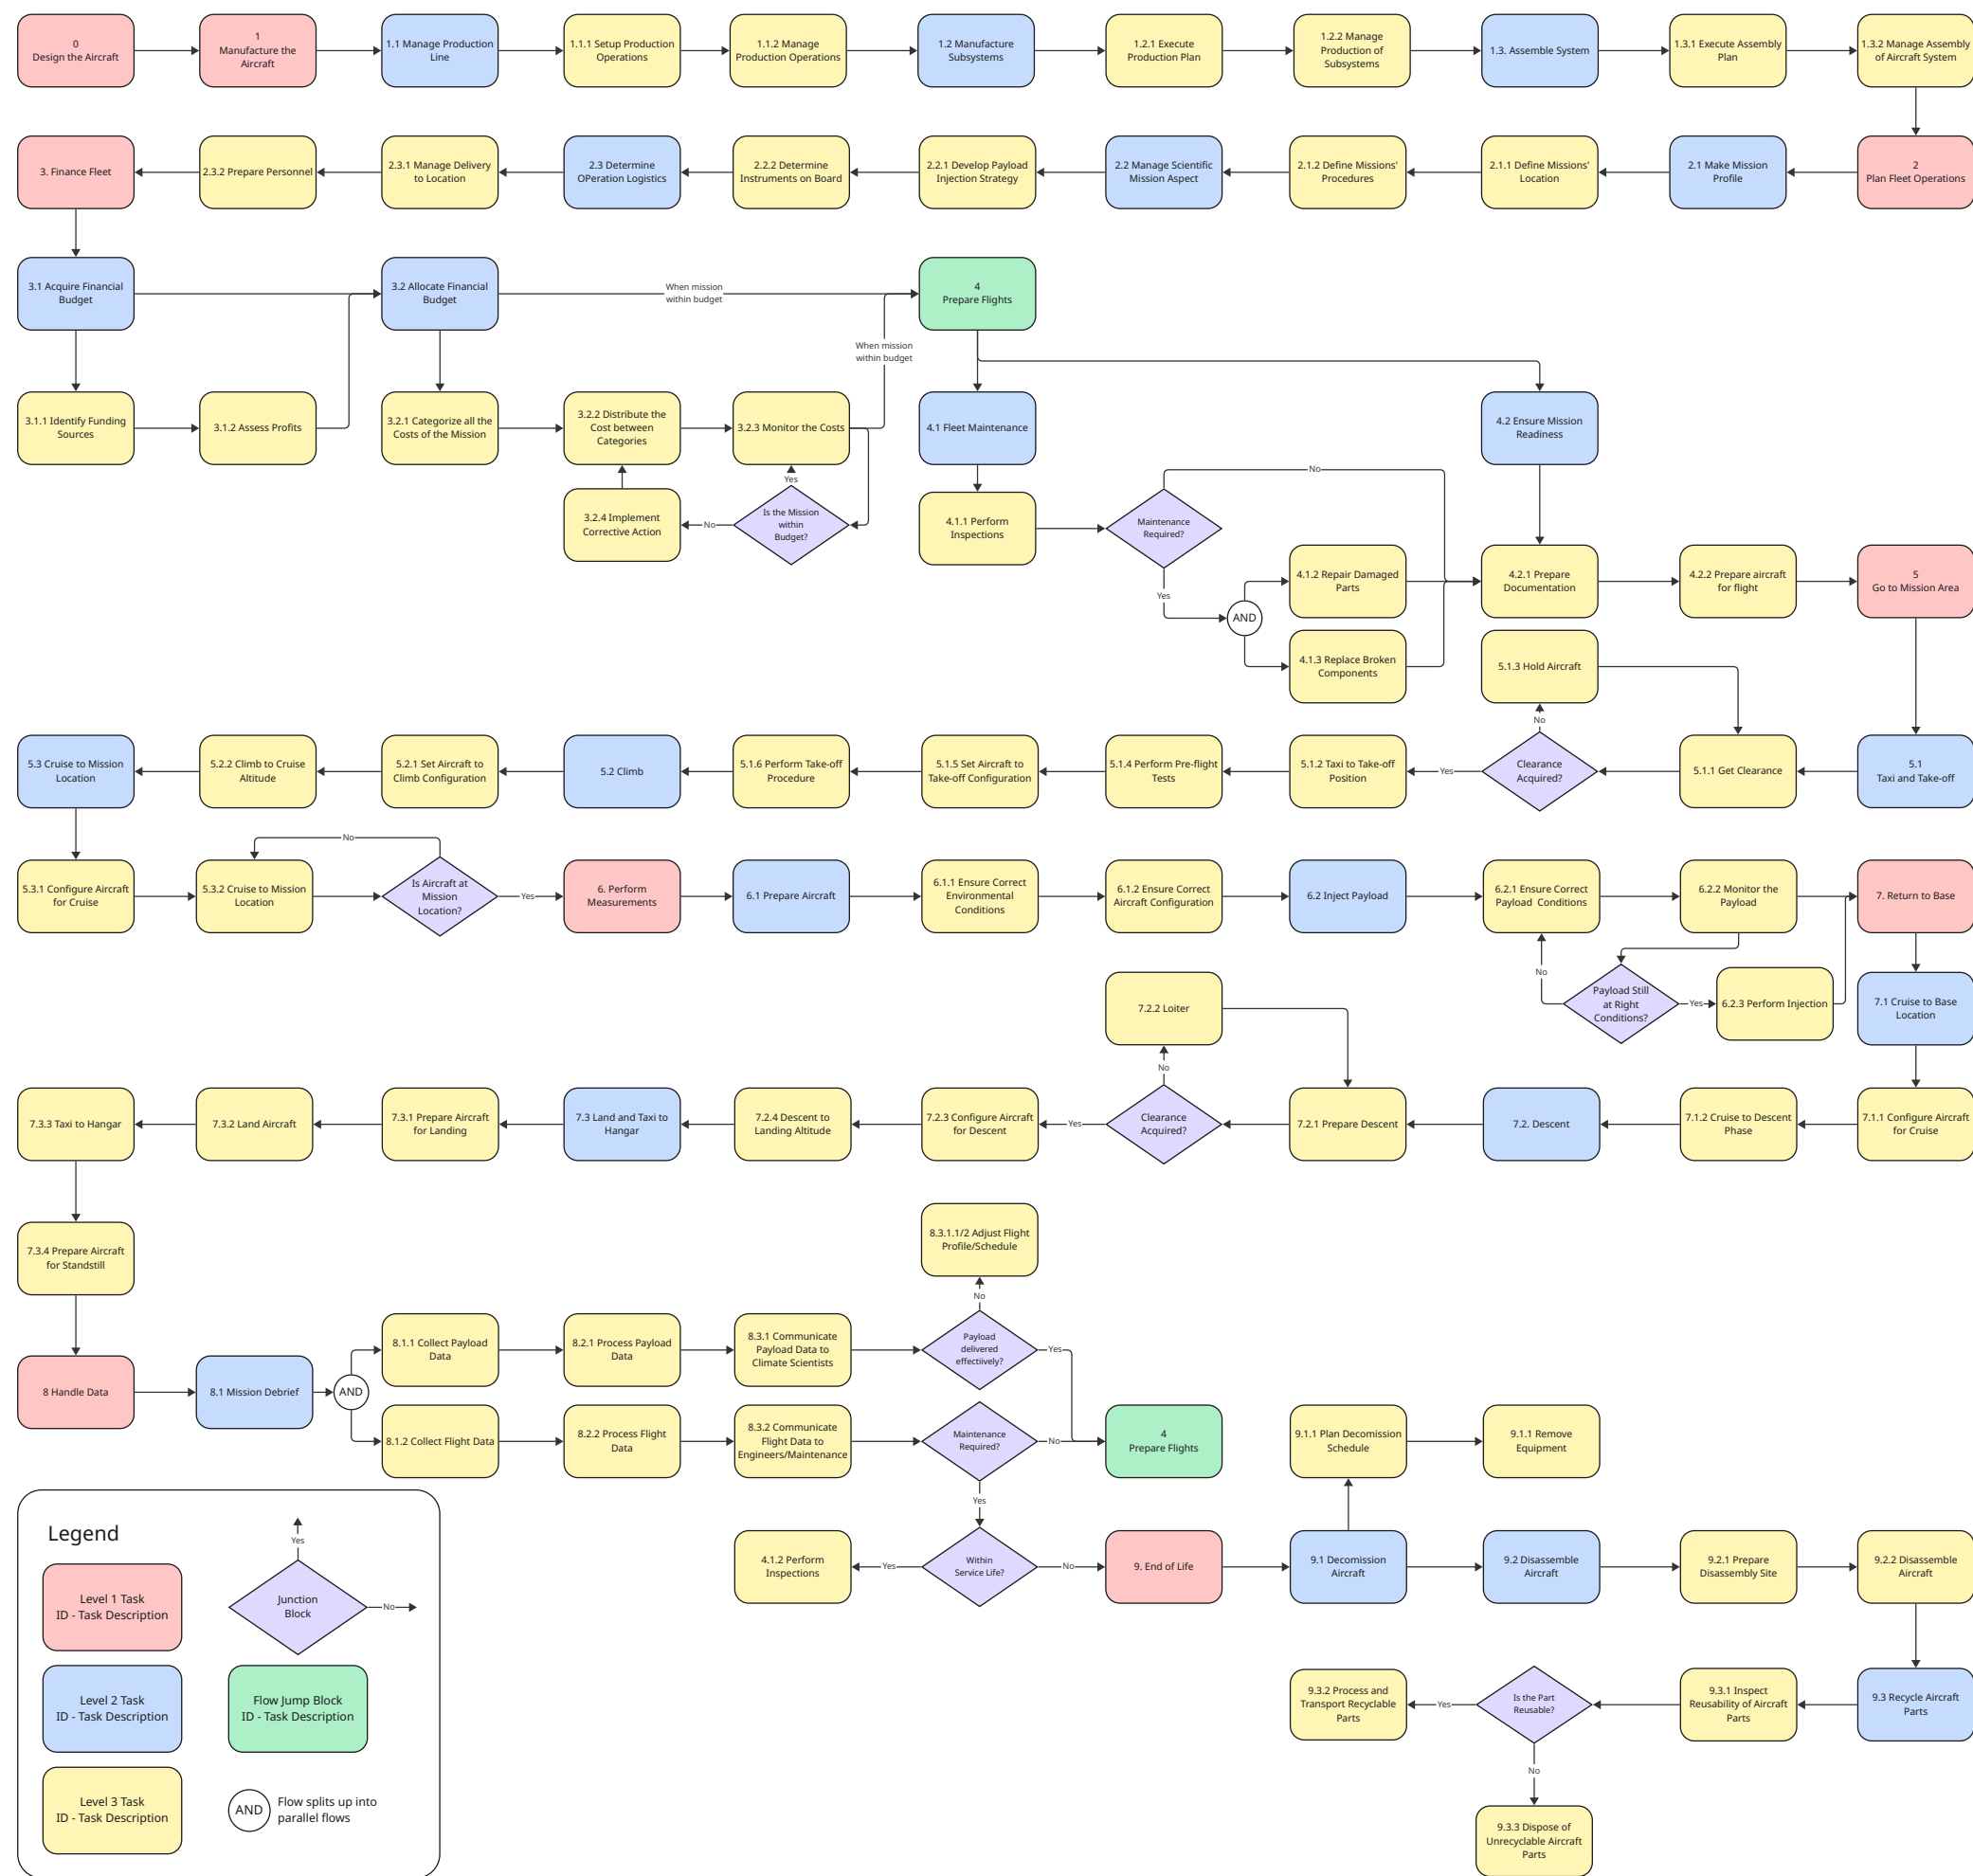 0
Design the Aircraft
1
Manufacture the
Aircraft
1.1 Manage Production
Line
1.1.1 Setup Production
Operations
1.1.2 Manage
Production Operations
1.2 Manufacture
Subsystems
1.2.1 Execute
Production Plan
1.2.2 Manage
Production of
Subsystems
1.3. Assemble System
1.3.1 Execute Assembly
Plan
1.3.2 Manage Assembly
of Aircraft System
3. Finance Fleet
2.3.2 Prepare Personnel
2.3.1 Manage Delivery
to Location
2.3 Determine
OPeration Logistics
2.2.2 Determine
Instruments on Board
2.2.1 Develop Payload
Injection Strategy
2.2 Manage Scientific
Mission Aspect
2.1.2 Define Missions'
Procedures
2.1.1 Define Missions'
Location
2.1 Make Mission
Profile
2
Plan Fleet Operations
3.1 Acquire Financial
Budget
3.2 Allocate Financial
Budget
When mission
within budget
4
Prepare Flights
When mission
within budget
3.1.1 Identify Funding
Sources
3.1.2 Assess Profits
3.2.1 Categorize all the
Costs of the Mission
3.2.2 Distribute the
Cost between
Categories
3.2.3 Monitor the Costs
4.1 Fleet Maintenance
4.2 Ensure Mission
Readiness
3.2.4 Implement
Corrective Action
No
Yes
Is the Mission
within
Budget?
4.1.1 Perform
Inspections
Maintenance
Required?
No
Yes
AND
4.1.2 Repair Damaged
Parts
4.1.3 Replace Broken
Components
4.2.1 Prepare
Documentation
4.2.2 Prepare aircraft
for flight
5
Go to Mission Area
5.1.3 Hold Aircraft
No
5.3 Cruise to Mission
Location
5.2.2 Climb to Cruise
Altitude
5.2.1 Set Aircraft to
Climb Configuration
5.2 Climb
5.1.6 Perform Take-off
Procedure
5.1.5 Set Aircraft to
Take-off Configuration
5.1.4 Perform Pre-flight
Tests
5.1.2 Taxi to Take-off
Position
Yes
Clearance
Acquired?
5.1.1 Get Clearance
5.1
Taxi and Take-off
5.3.1 Configure Aircraft
for Cruise
5.3.2 Cruise to Mission
Location
No
Is Aircraft at
Mission
Location?
Yes
6. Perform
Measurements
6.1 Prepare Aircraft
6.1.1 Ensure Correct
Environmental
Conditions
6.1.2 Ensure Correct
Aircraft Configuration
6.2 Inject Payload
6.2.1 Ensure Correct
Payload Conditions
6.2.2 Monitor the
Payload
7. Return to Base
No
Payload Still
at Right
Conditions?
Yes
6.2.3 Perform Injection
7.1 Cruise to Base
Location
7.2.2 Loiter
No
7.3.3 Taxi to Hangar
7.3.2 Land Aircraft
7.3.1 Prepare Aircraft
for Landing
7.3 Land and Taxi to
Hangar
7.2.4 Descent to
Landing Altitude
7.2.3 Configure Aircraft
for Descent
Yes
Clearance
Acquired?
7.2.1 Prepare Descent
7.2. Descent
7.1.2 Cruise to Descent
Phase
7.1.1 Configure Aircraft
for Cruise
7.3.4 Prepare Aircraft
for Standstill
8.3.1.1/2 Adjust Flight
Profile/Schedule
No
8 Handle Data
8.1 Mission Debrief
AND
8.1.1 Collect Payload
Data
8.2.1 Process Payload
Data
8.3.1 Communicate
Payload Data to
Climate Scientists
Payload
delivered
effectiively?
Yes
8.1.2 Collect Flight Data
8.2.2 Process Flight
Data
8.3.2 Communicate
Flight Data to
Engineers/Maintenance
Maintenance
Required?
No
4
Prepare Flights
Yes
9.1.1 Plan Decomission
Schedule
9.1.1 Remove
Equipment
4.1.2 Perform
Inspections
Yes
Within
Service Life?
No
9. End of Life
9.1 Decomission
Aircraft
9.2 Disassemble
Aircraft
9.2.1 Prepare
Disassembly Site
9.2.2 Disassemble
Aircraft
9.3.2 Process and
Transport Recyclable
Parts
Yes
Is the Part
Reusable?
9.3.1 Inspect
Reusability of Aircraft
Parts
9.3 Recycle Aircraft
Parts
No
9.3.3 Dispose of
Unrecyclable Aircraft
Parts
Legend
Level 1 Task
ID - Task Description
Yes
Junction
Block
No
Level 2 Task
ID - Task Description
Flow Jump Block
ID - Task Description
Level 3 Task
ID - Task Description
AND
Flow splits up into
parallel flows